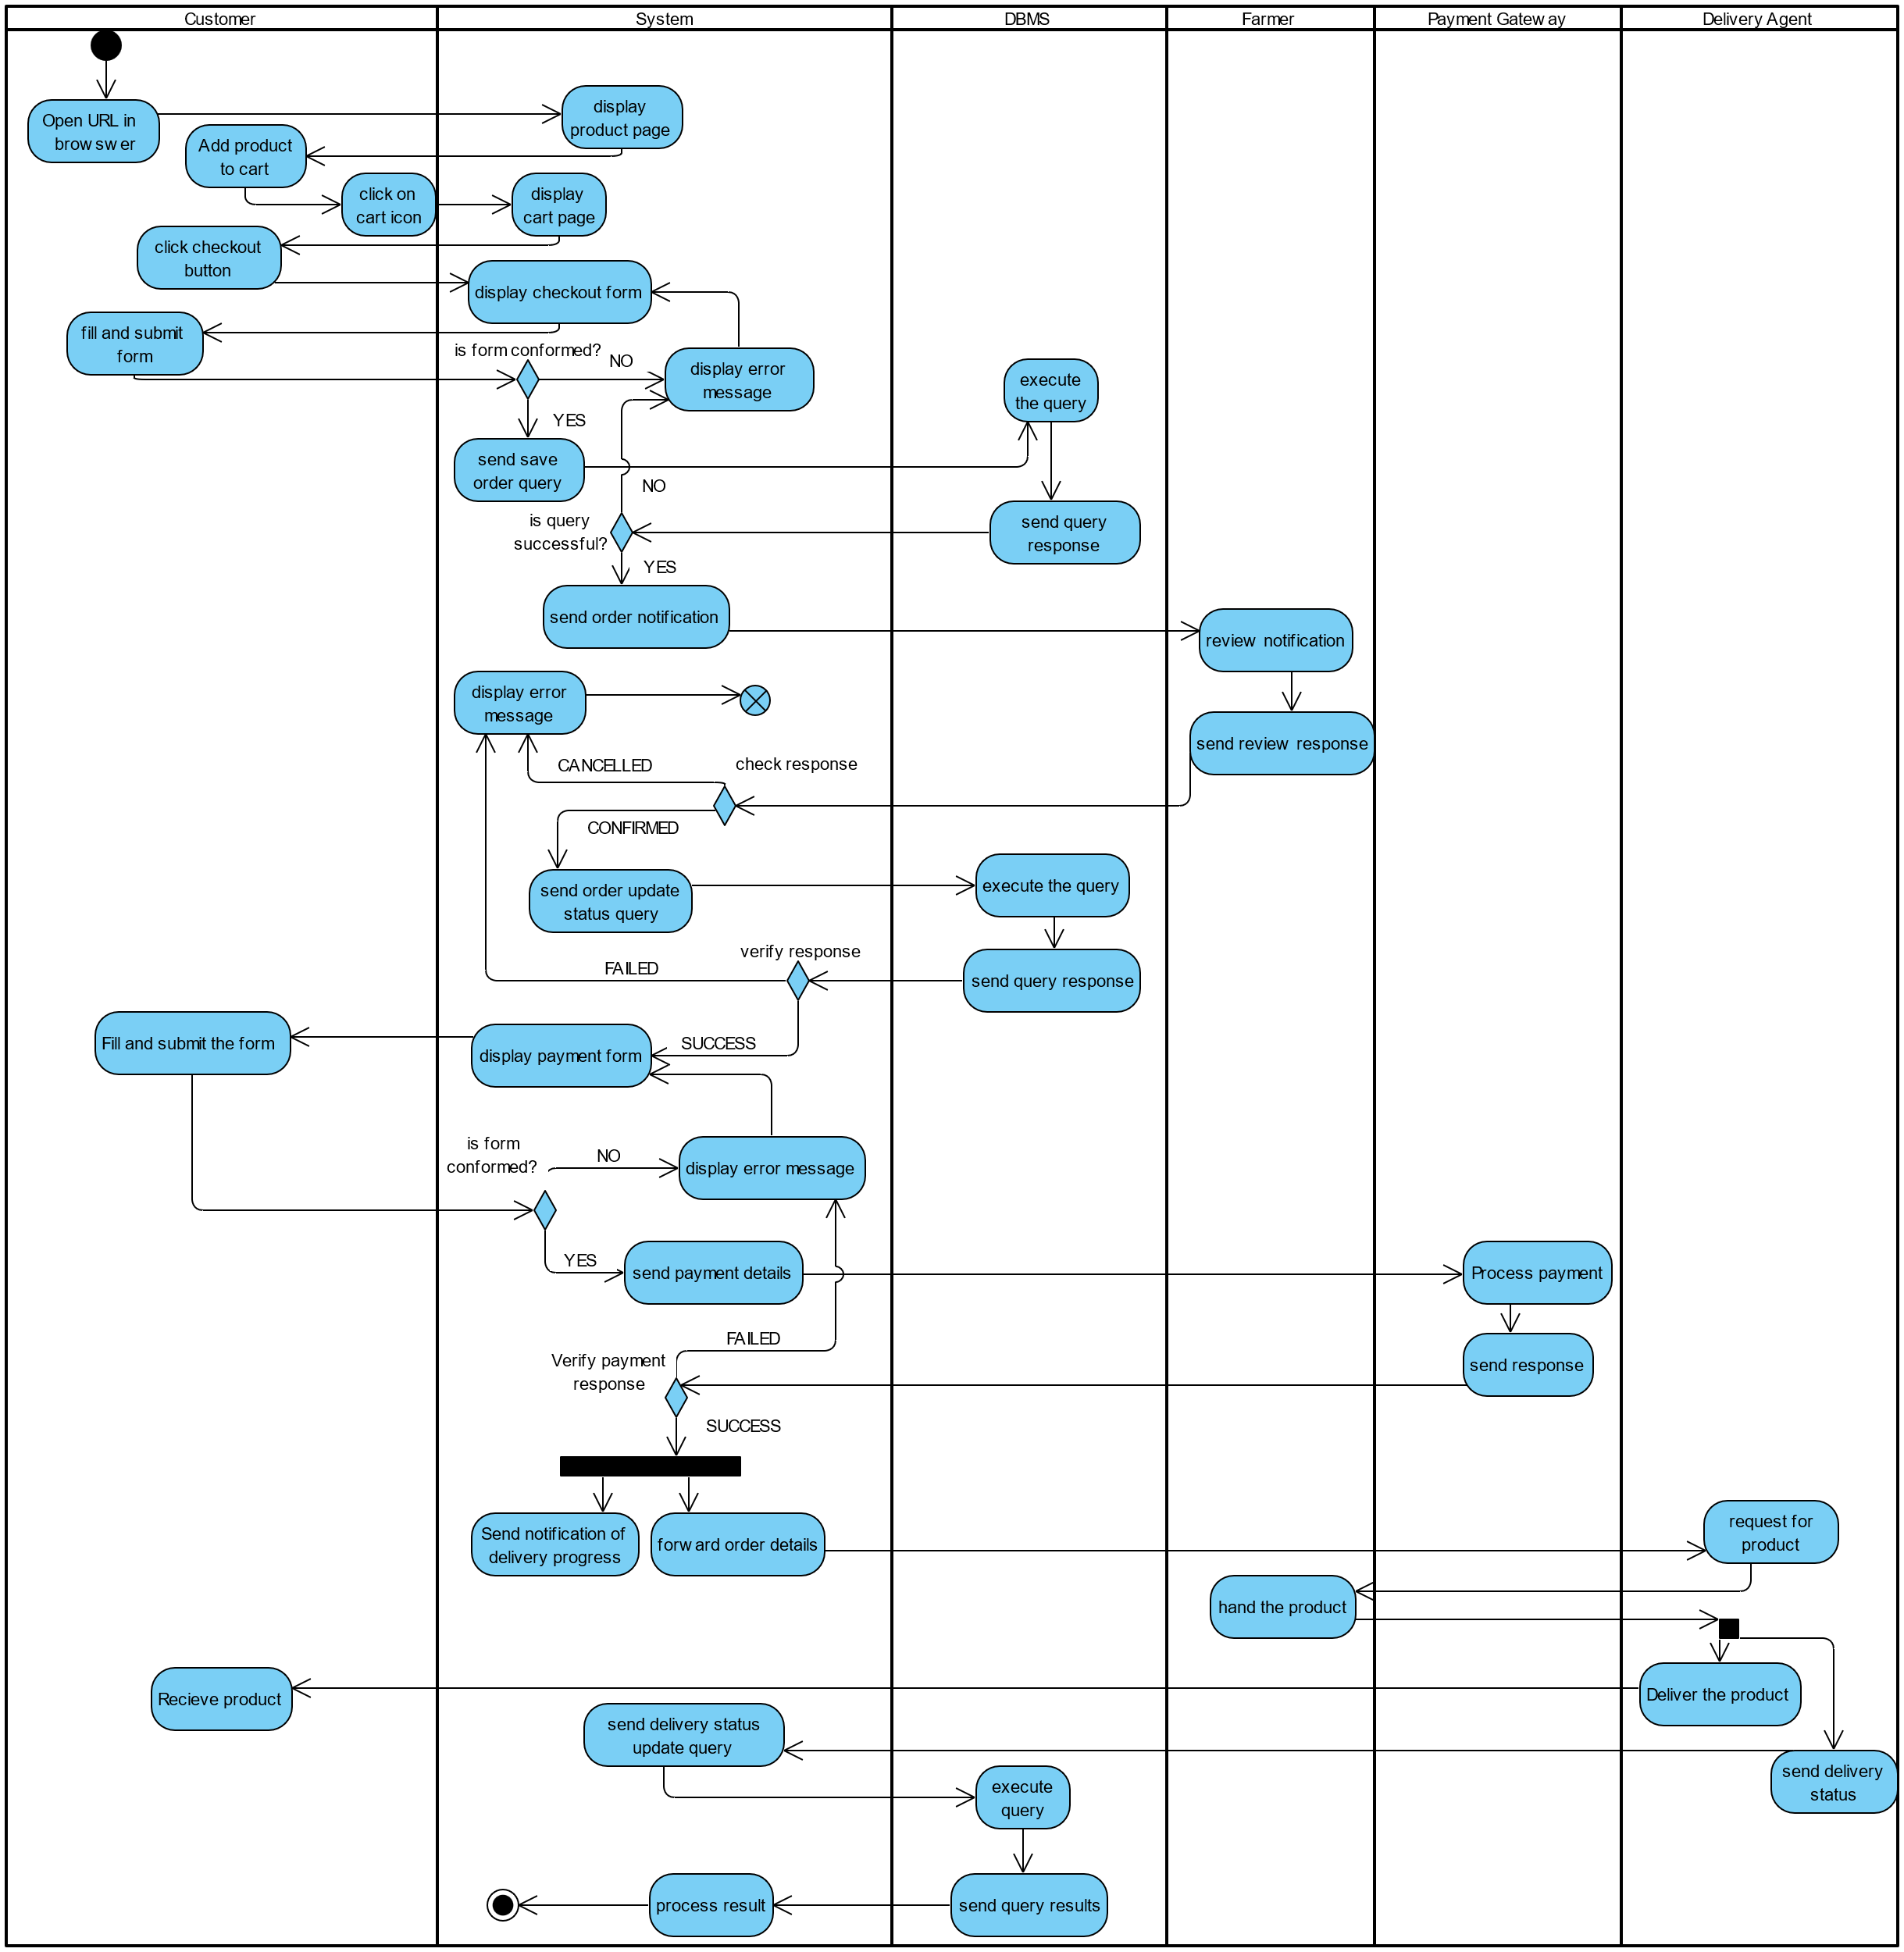 Customer
System
DBMS
Farmer
Payment Gateway
Delivery Agent
Open URL in
browswer
display
product page
Add product
to cart
click on
cart icon
display
cart page
click checkout
button
display checkout form
fill and submit
form
is form conformed?
NO
display error
message
execute
the query
YES
send save
order query
NO
is query
successful?
send query
response
YES
send order notification
review notification
display error
message
send review response
CANCELLED
check response
CONFIRMED
send order update
status query
execute the query
verify response
FAILED
send query response
Fill and submit the form
display payment form
SUCCESS
is form
conformed?
NO
display error message
YES
send payment details
Process payment
FAILED
Verify payment
response
send response
SUCCESS
Send notification of
delivery progress
forward order details
request for
product
hand the product
Recieve product
Deliver the product
send delivery status
update query
send delivery
status
execute
query
process result
send query results